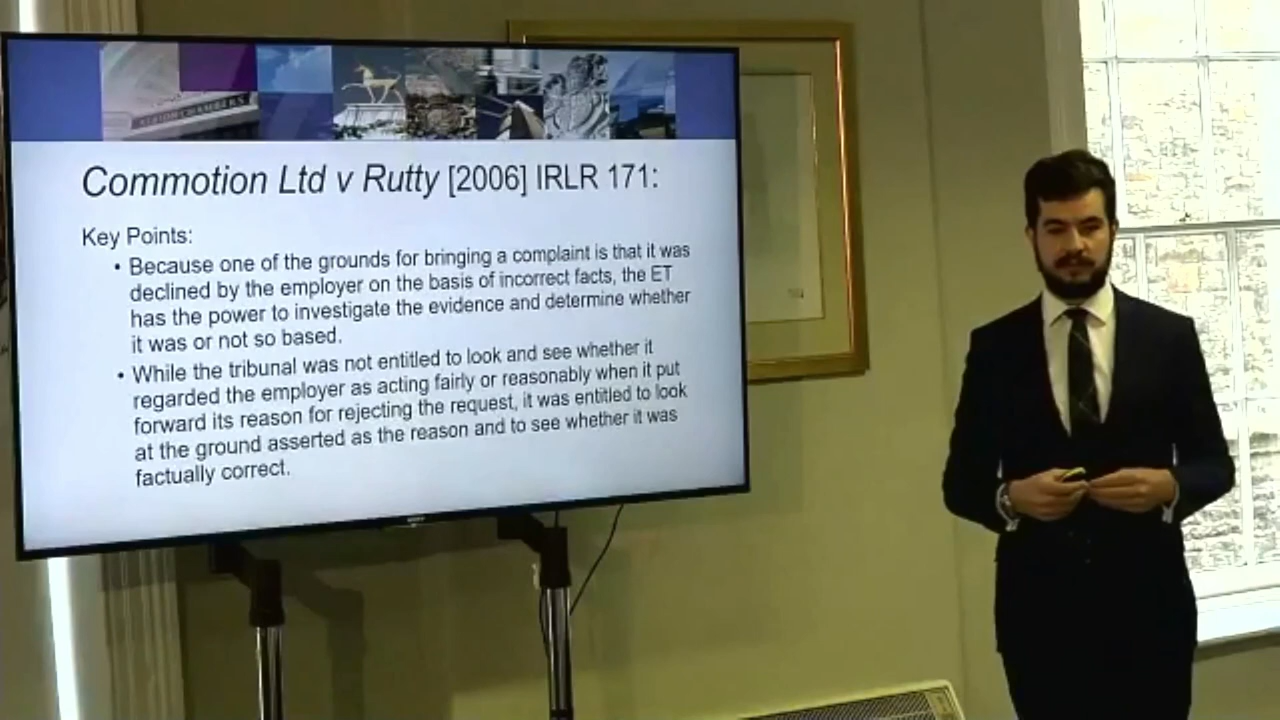 ALBION CHAMBERS
Commotion Ltd v Rutty [2006] IRLR 171:
Key Points:
• Because one of the grounds for bringing a complaint is that it was
declined by the employer on the basis of incorrect facts, the ET
has the power to investigate the evidence and determine whether
it was or not so based.
• While the tribunal was not entitled to look and see whether it
regarded the employer as acting fairly or reasonably when it put
forward its reason for rejecting the request, it was entitled to look
at the ground asserted as the reason and to see whether it was
factually correct.
SONY